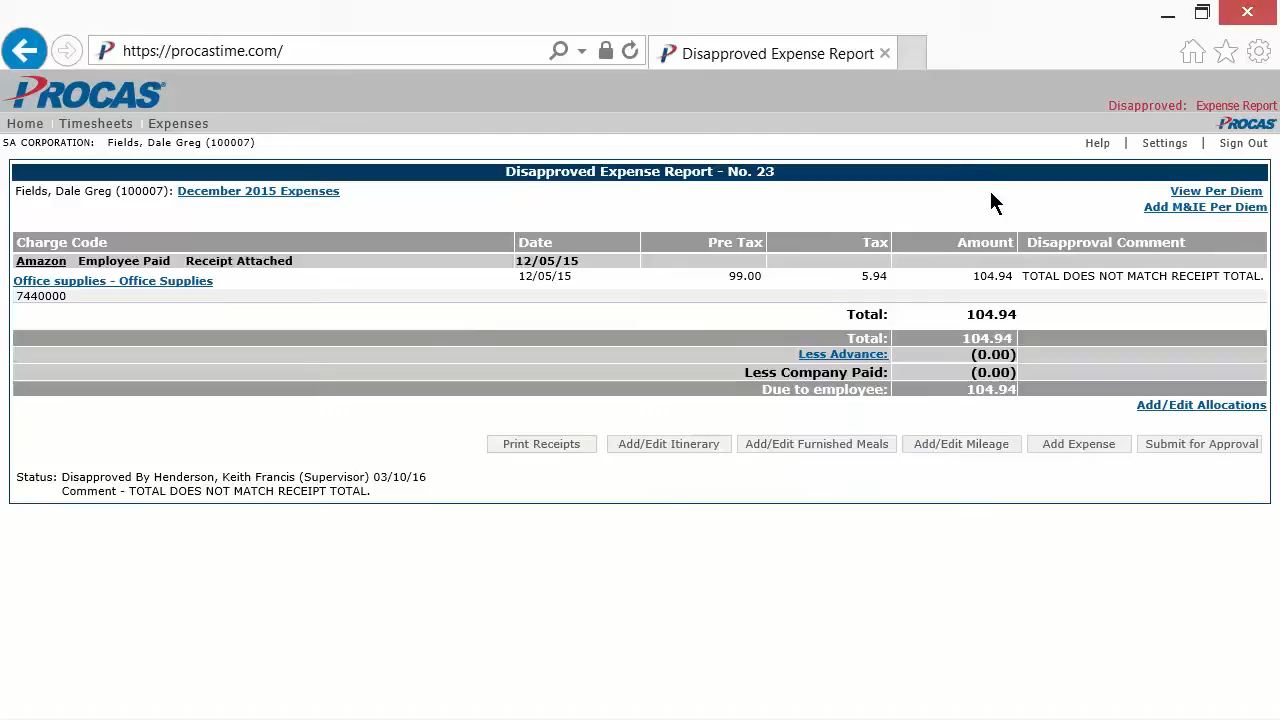 https://procastime.com/
Disapproved Expense Report
PROCAS
Disapproved: Expense Report
Home Timesheets Expenses
PROCAS
SA CORPORATION: Fields, Dale Greg (100007)
Help | Settings | Sign Out
Disapproved Expense Report - No. 23
Fields, Dale Greg (100007): December 2015 Expenses
View Per Diem
Add M&IE Per Diem
Charge Code Date Pre Tax Tax Amount Disapproval Comment
Amazon Employee Paid Receipt Attached 12/05/15
Office supplies - Office Supplies 12/05/15 99.00 5.94 104.94 TOTAL DOES NOT MATCH RECEIPT TOTAL.
7440000
Total: 104.94
Total: 104.94
Less Advance: (0.00)
Less Company Paid: (0.00)
Due to employee: 104.94
Add/Edit Allocations
Print Receipts Add/Edit Itinerary Add/Edit Furnished Meals Add/Edit Mileage Add Expense Submit for Approval
Status: Disapproved By Henderson, Keith Francis (Supervisor) 03/10/16
Comment - TOTAL DOES NOT MATCH RECEIPT TOTAL.